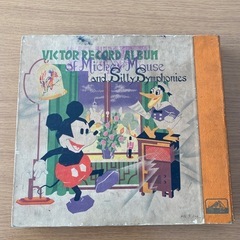 VICTOR RECORD ALBUM
of Mickey Mouse
and Silly Symphonies